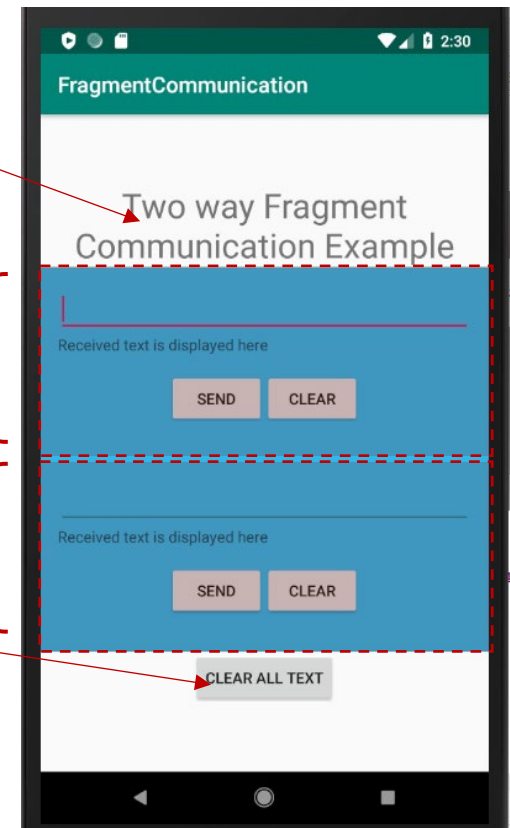 2:30
FragmentCommunication
Two way Fragment
Communication Example
Received text is displayed here
SEND CLEAR
Received text is displayed here
SEND CLEAR
CLEAR ALL TEXT